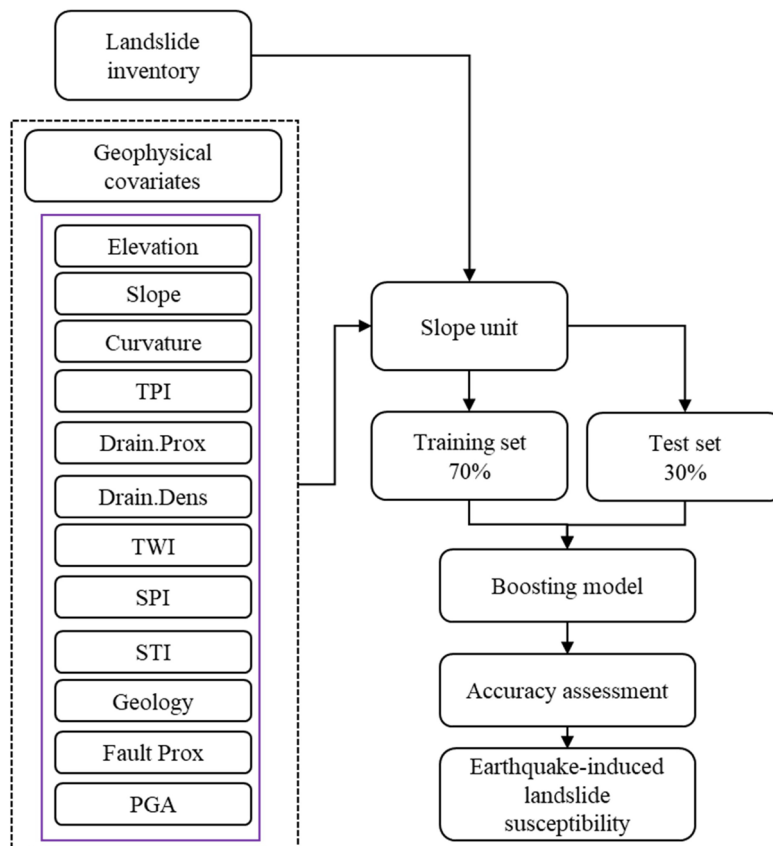 Landslide
inventory
Geophysical
covariates
Elevation
Slope
Curvature
TPI
Drain.Prox
Drain.Dens
TWI
SPI
STI
Geology
Fault Prox
PGA
Slope unit
Training set
70%
Test set
30%
Boosting model
Accuracy assessment
Earthquake-induced
landslide
susceptibility